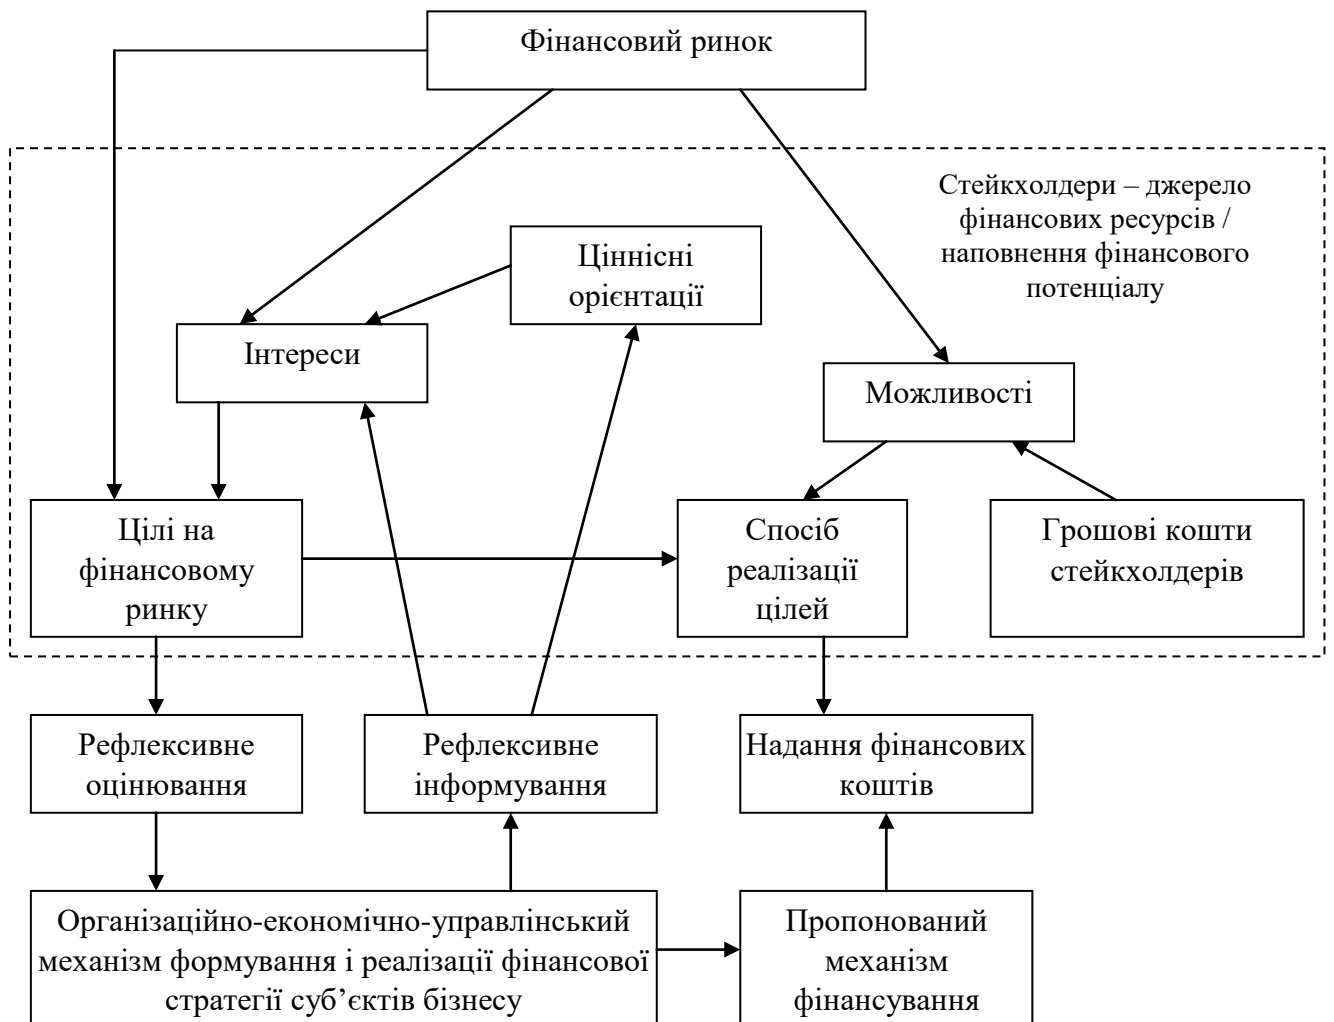 Фінансовий ринок
Стейкхолдери – джерело
фінансових ресурсів /
наповнення фінансового
потенціалу
Ціннісні
орієнтації
Інтереси
Можливості
Цілі на
фінансовому
ринку
Спосіб
реалізації
цілей
Грошові кошти
стейкхолдерів
Рефлексивне
оцінювання
Рефлексивне
інформування
Надання фінансових
коштів
Організаційно-економічно-управлінський
механізм формування і реалізації фінансової
стратегії суб’єктів бізнесу
Пропонований
механізм
фінансування